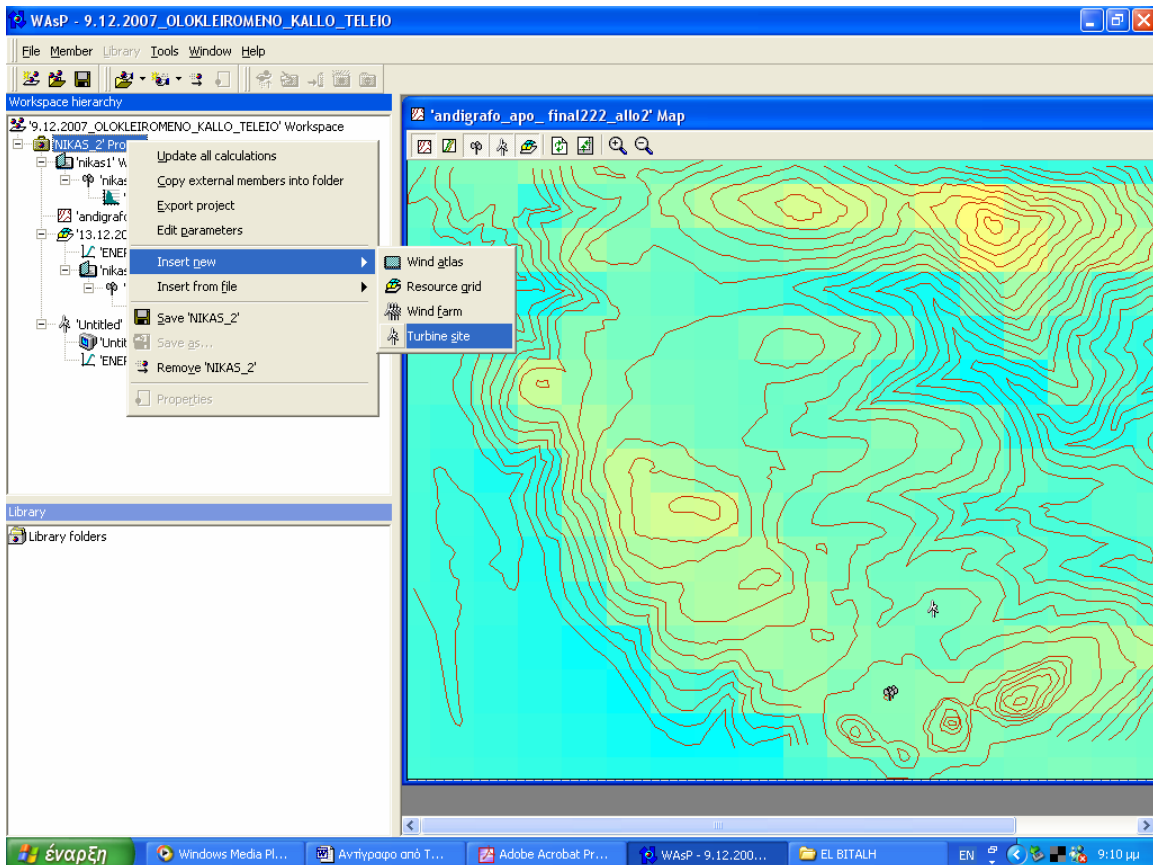 WAsP - 9.12.2007_OLOKLEIROMENO_KALLO_TELEIO
File Member Library Tools Window Help
Workspace hierarchy
'9.12.2007_OLOKLEIROMENO_KALLO_TELEIO' Workspace
'NIKAS_2' Pro
'nikas1' W
'nikas
'andigrafo
'13.12.20
'ENEF
'nikas
'Untitled'
'Untit
'ENEF
Update all calculations
Copy external members into folder
Export project
Edit parameters
Insert new
Insert from file
Save 'NIKAS_2'
Save as...
Remove 'NIKAS_2'
Properties
Wind atlas
Resource grid
Wind farm
Turbine site
'andigrafo_apo_ final222_allo2' Map
Library
Library folders
έναρξη Windows Media Pl... Αντίγραφο από Τ... Adobe Acrobat Pr... WAsP - 9.12.200... EL BITALH EN 9:10 μμ